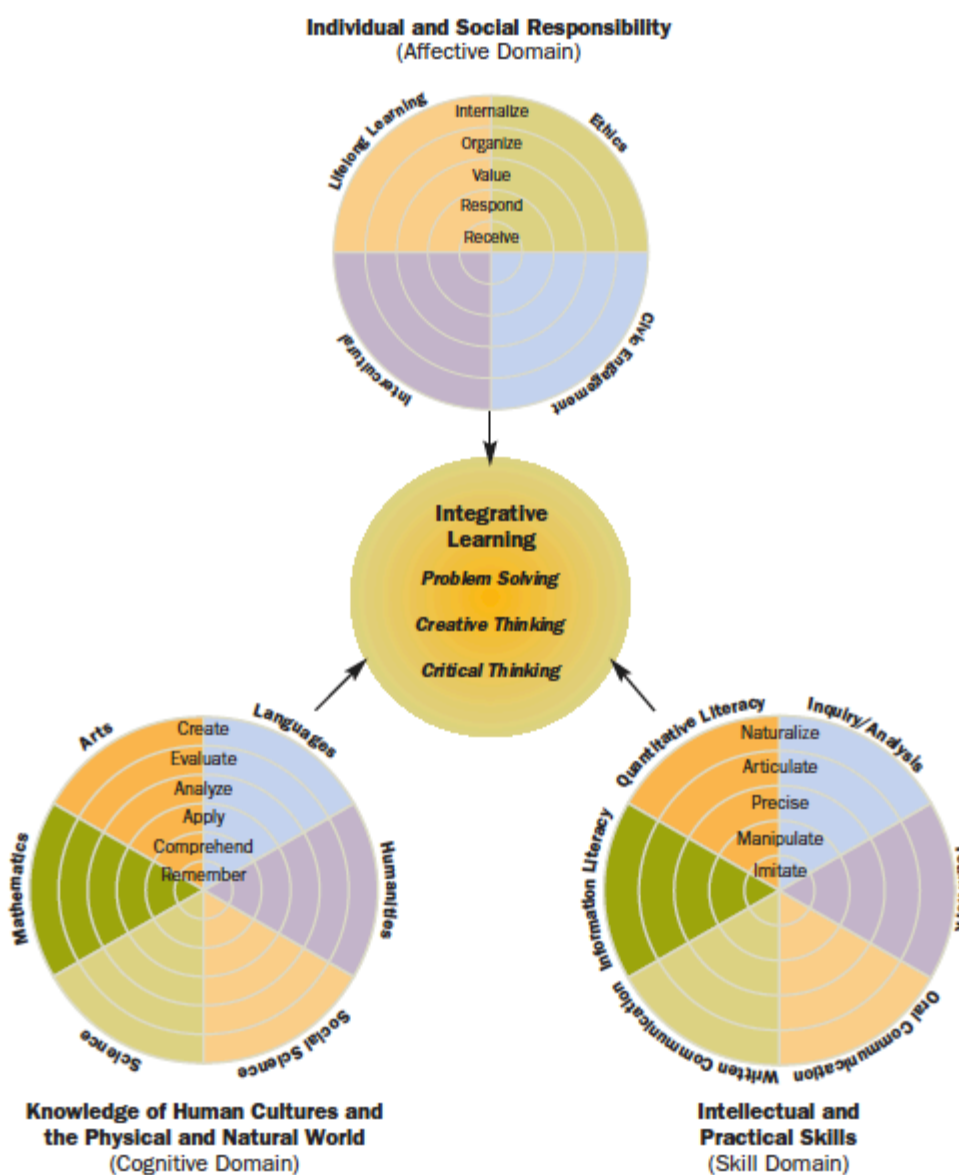 Individual and Social Responsibility
(Affective Domain)
Lifelong Learning
Ethics
Internalize
Organize
Value
Respond
Receive
Intercultural
Civic Engagement
Integrative
Learning
Problem Solving
Creative Thinking
Critical Thinking
Arts
Languages
Create
Evaluate
Analyze
Apply
Comprehend
Remember
Mathematics
Humanities
Science
Social Science
Knowledge of Human Cultures and
the Physical and Natural World
(Cognitive Domain)
Quantitative Literacy
Inquiry/Analysis
Naturalize
Articulate
Precise
Manipulate
Imitate
Information Literacy
Written Communication
Oral Communication
Intellectual and
Practical Skills
(Skill Domain)